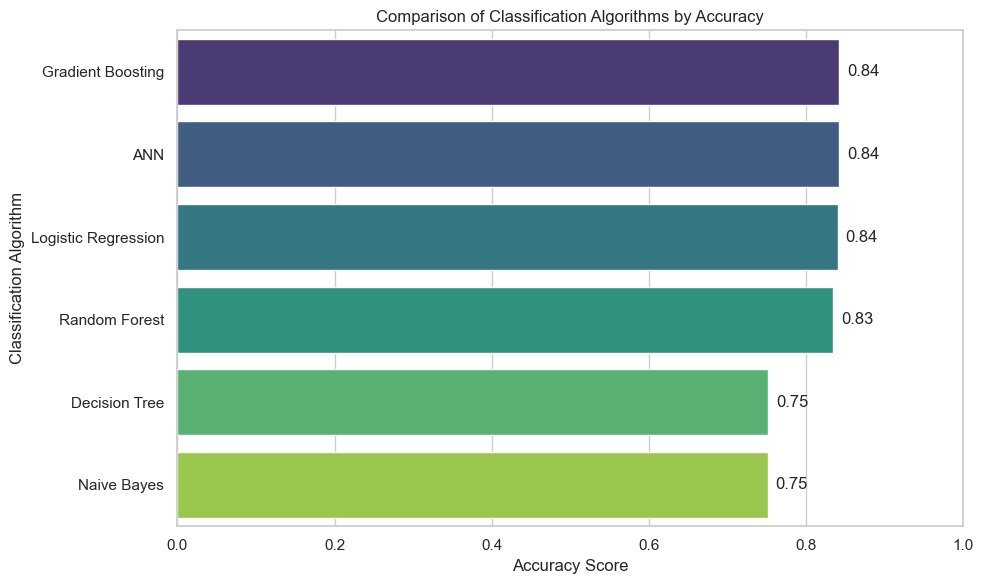 Comparison of Classification Algorithms by Accuracy
Classification Algorithm
Gradient Boosting
0.84
ANN
0.84
Logistic Regression
0.84
Random Forest
0.83
Decision Tree
0.75
Naive Bayes
0.75
0.0 0.2 0.4 0.6 0.8 1.0
Accuracy Score